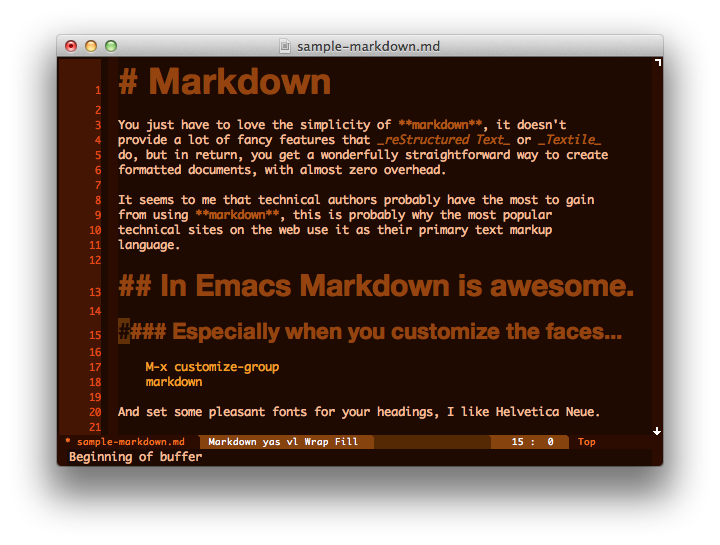 sample-markdown.md
1 # Markdown
2
3 You just have to love the simplicity of **markdown**, it doesn't
4 provide a lot of fancy features that _reStructured Text_ or _Textile_
5 do, but in return, you get a wonderfully straightforward way to create
6 formatted documents, with almost zero overhead.
7
8 It seems to me that technical authors probably have the most to gain
9 from using **markdown**, this is probably why the most popular
10 technical sites on the web use it as their primary text markup
11 language.
12
13 ## In Emacs Markdown is awesome.
14
15 #### Especially when you customize the faces...
16
17 M-x customize-group
18 markdown
19
20 And set some pleasant fonts for your headings, I like Helvetica Neue.
21
* sample-markdown.md Markdown yas vl Wrap Fill 15 : 0 Top
Beginning of buffer